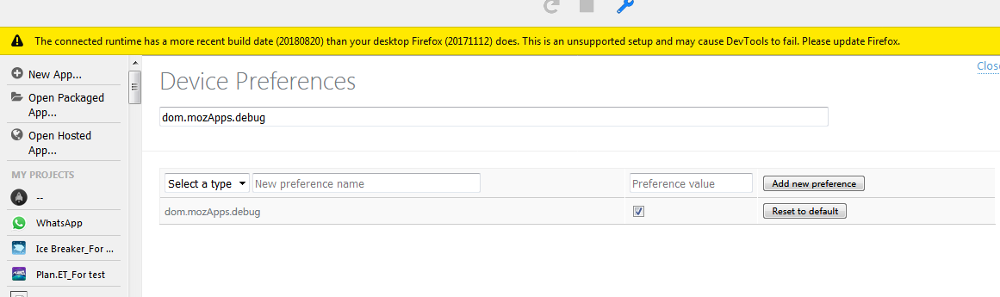 The connected runtime has a more recent build date (20180820) than your desktop Firefox (20171112) does. This is an unsupported setup and may cause DevTools to fail. Please update Firefox.
New App...
Open Packaged
App...
Open Hosted
App...
MY PROJECTS
--
WhatsApp
Ice Breaker_For ...
Plan.ET_For test
Close
Device Preferences
dom.mozApps.debug
Select a type New preference name Preference value Add new preference
dom.mozApps.debug Reset to default